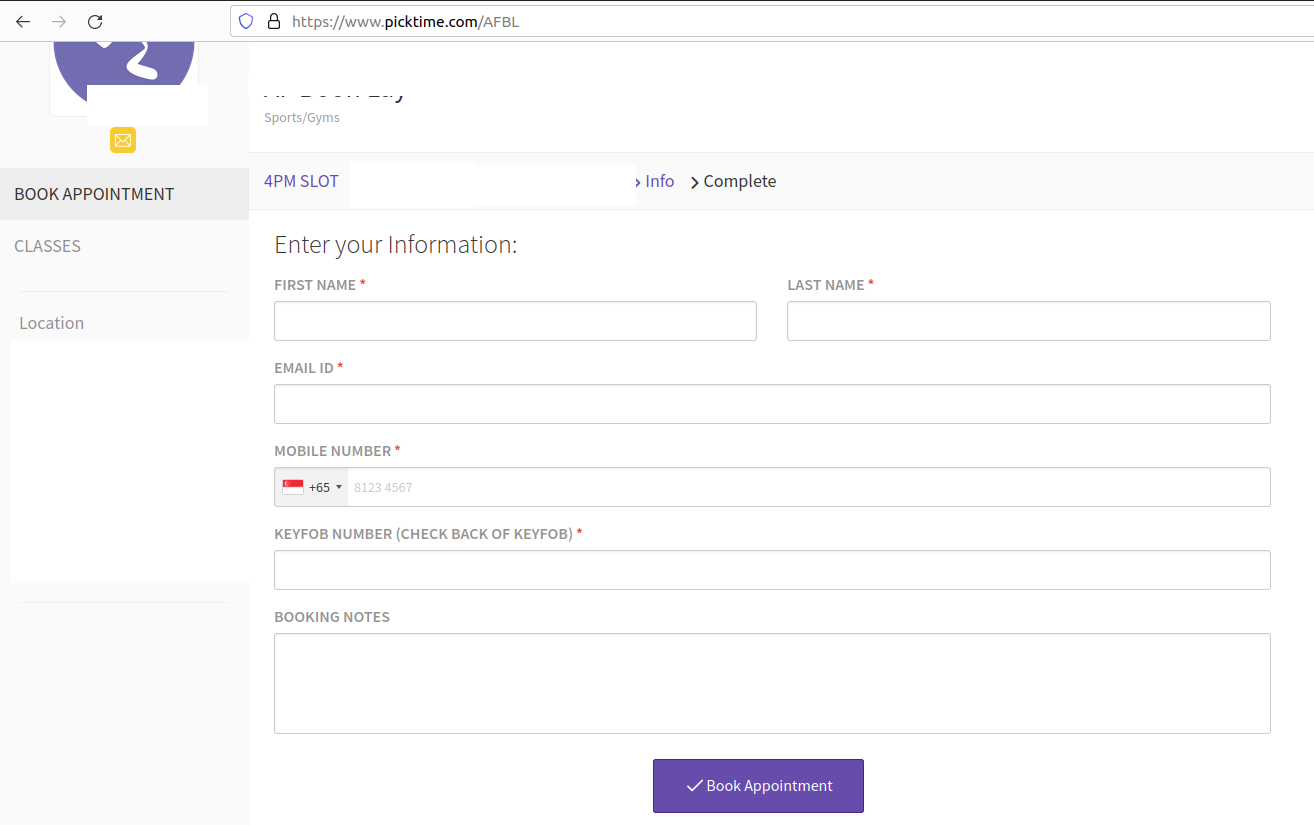 https://www.picktime.com/AFBL
Sports/Gyms
BOOK APPOINTMENT
CLASSES
Location
4PM SLOT
Info
Complete
Enter your Information:
FIRST NAME *
LAST NAME *
EMAIL ID *
MOBILE NUMBER *
+65
8123 4567
KEYFOB NUMBER (CHECK BACK OF KEYFOB) *
BOOKING NOTES
Book Appointment